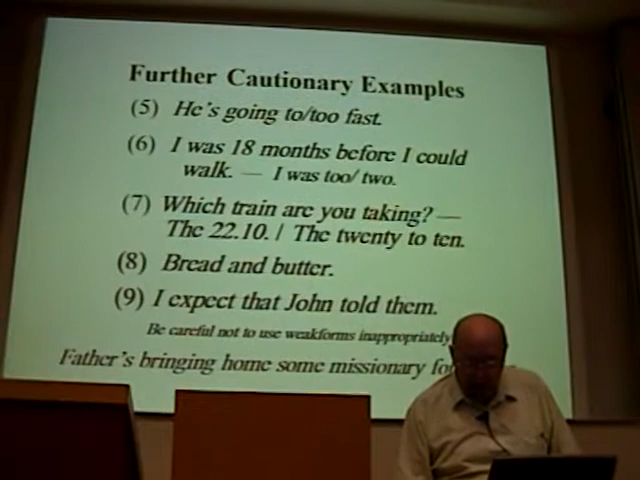 Further Cautionary Examples
(5) He's going to/too fast.
(6) I was 18 months before I could
walk. — I was too/ two.
(7) Which train are you taking? —
The 22.10. / The twenty to ten.
(8) Bread and butter.
(9) I expect that John told them.
Be careful not to use weakforms inappropriately
Father's bringing home some missionary